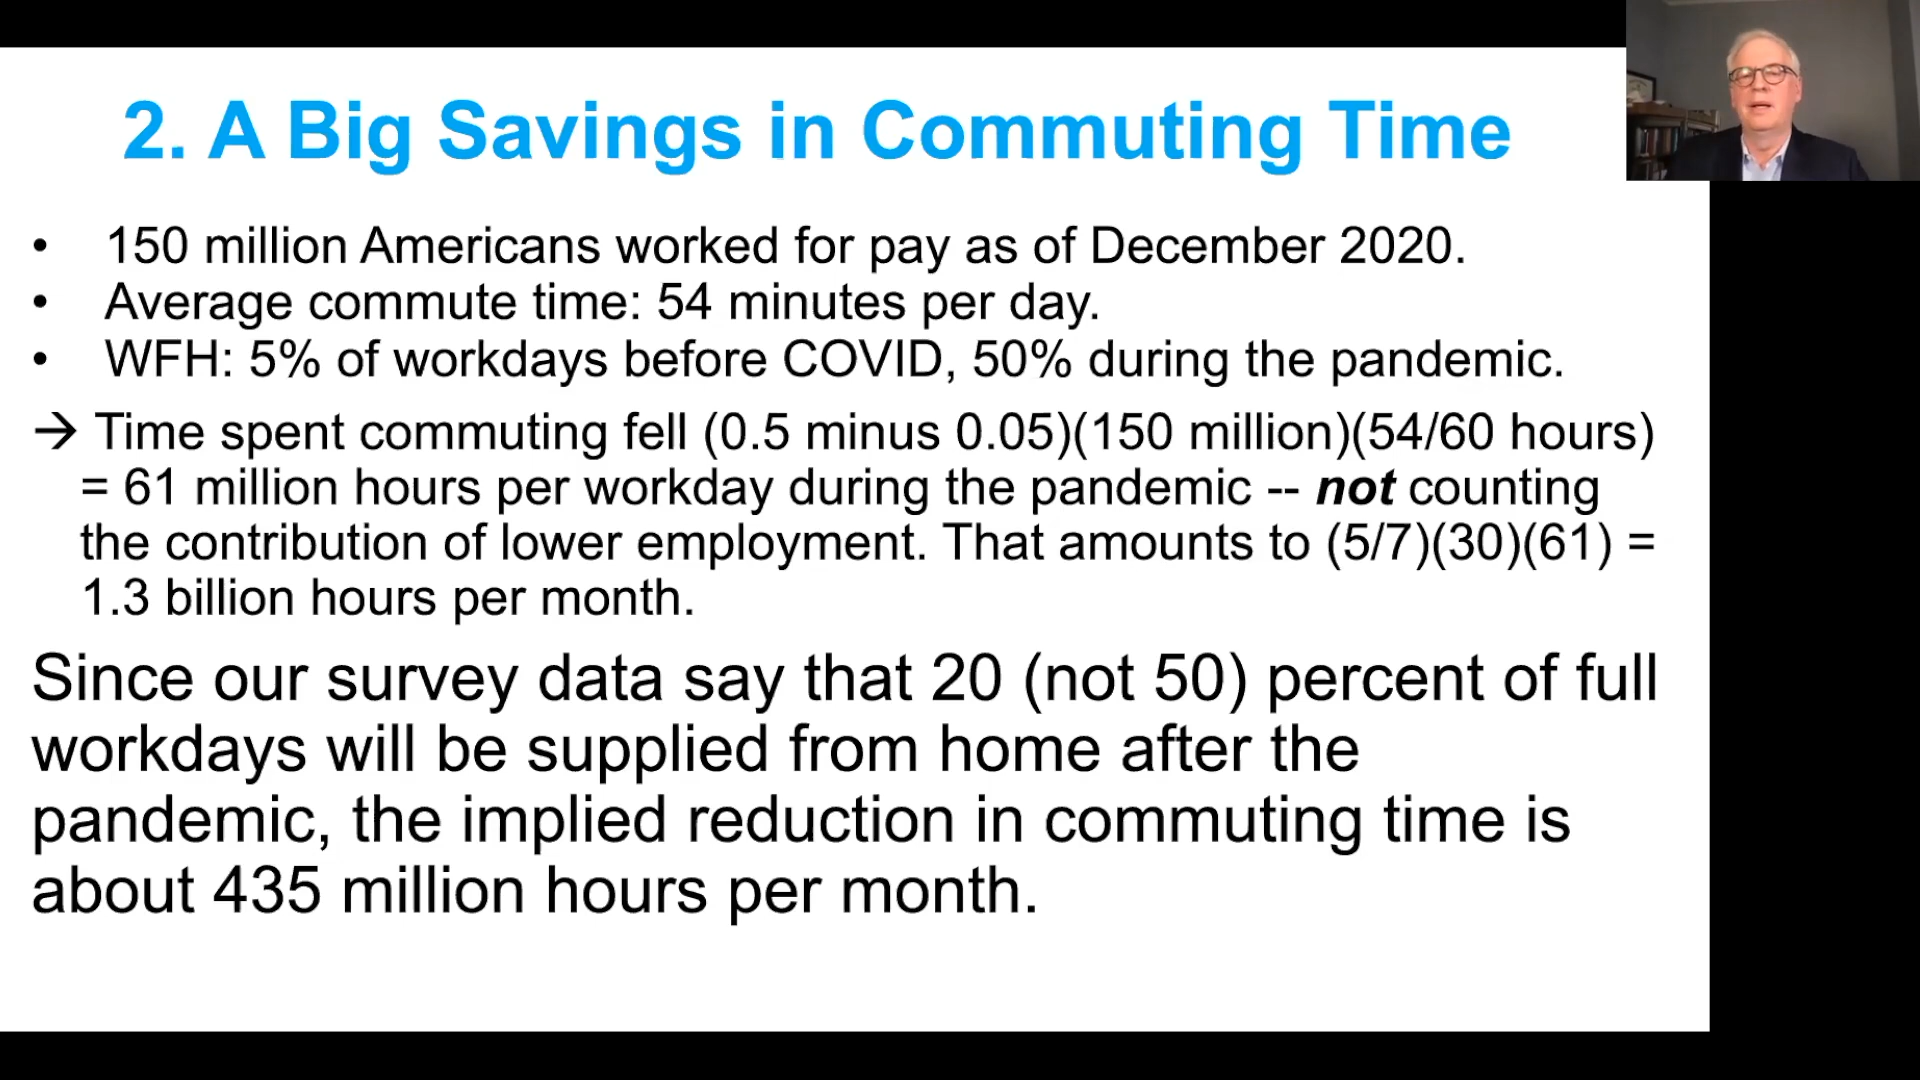 2. A Big Savings in Commuting Time
• 150 million Americans worked for pay as of December 2020.
• Average commute time: 54 minutes per day.
• WFH: 5% of workdays before COVID, 50% during the pandemic.
→ Time spent commuting fell (0.5 minus 0.05)(150 million)(54/60 hours)
= 61 million hours per workday during the pandemic -- not counting
the contribution of lower employment. That amounts to (5/7)(30)(61) =
1.3 billion hours per month.
Since our survey data say that 20 (not 50) percent of full
workdays will be supplied from home after the
pandemic, the implied reduction in commuting time is
about 435 million hours per month.